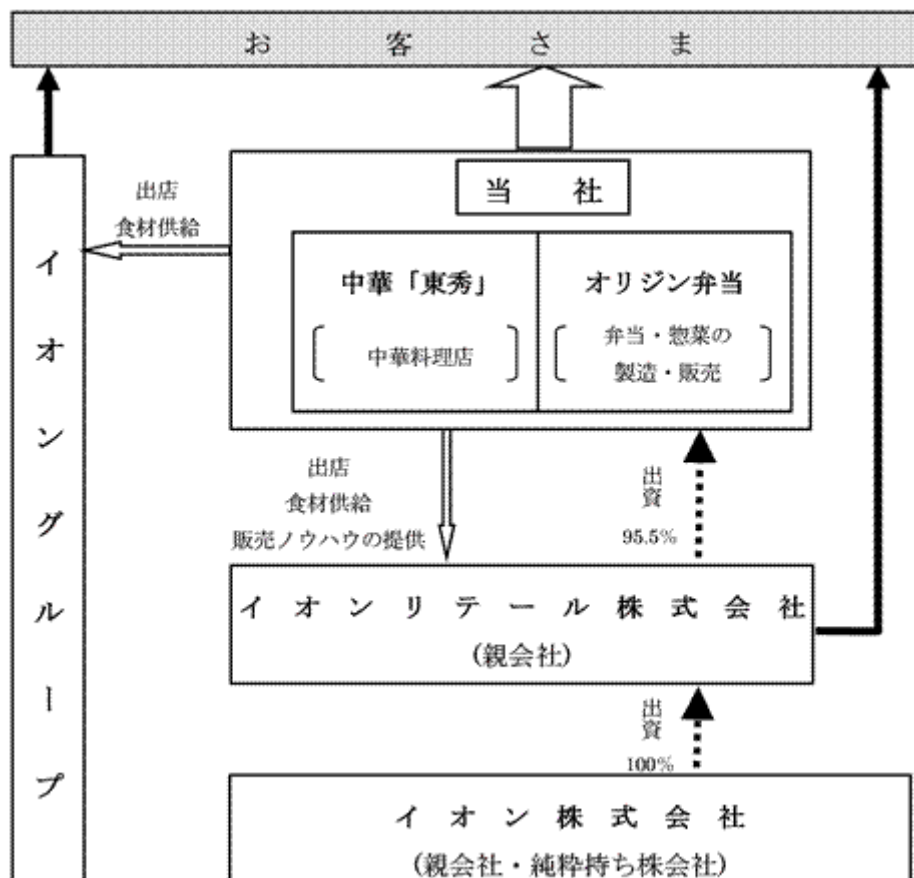 お客さま
当社
出店
食材供給
イオングループ
中華「東秀」
中華料理店
オリジン弁当
弁当・惣菜の
製造・販売
出店
食材供給
販売ノウハウの提供
出資
95.5%
イオンリテール株式会社
(親会社)
出資
100%
イオン株式会社
(親会社・純粋持ち株会社)